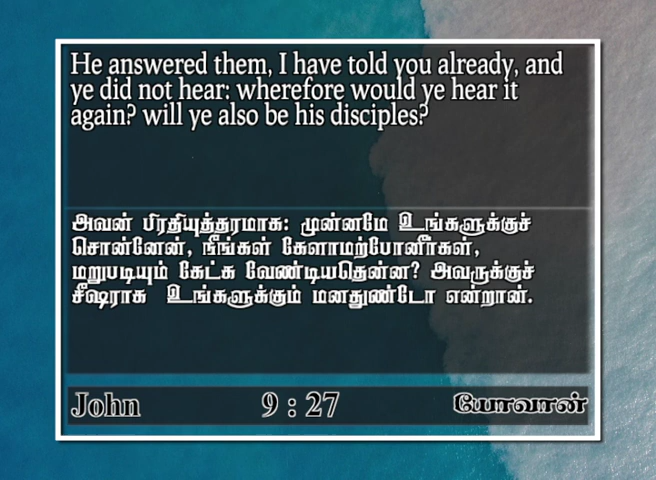 He answered them, I have told you already, and
ye did not hear: wherefore would ye hear it
again? will ye also be his disciples?
அவன் பிரதியுத்தரமாக: முன்னமே உங்களுக்குச்
சொன்னேன், நீங்கள் கேளாமற்போனீர்கள்,
மறுபடியும் கேட்க வேண்டியதென்ன? அவருக்குச்
சீஷராக உங்களுக்கும் மனதுண்டோ என்றான்.
John 9 : 27 யோவான்